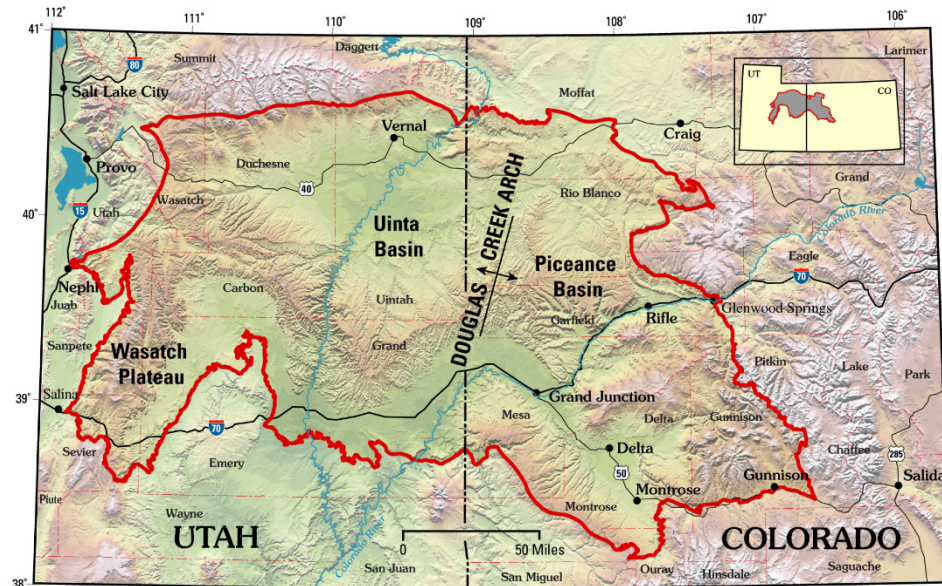 112°
111°
110°
109°
108°
107°
106°
41°
40°
39°
38°
Daggett
Summit
Larimer
80
Salt Lake City
Moffat
UT
CO
Vernal
Craig
Provo
Duchesne
Grand
40
Rio Blanco
Wasatch
Utah
15
Uinta
Basin
DOUGLAS CREEK ARCH
Colorado River
Eagle
70
Piceance
Basin
Nephi
Juab
Carbon
Uintah
Rifle
Glenwood Springs
Garfield
Sanpete
Grand
Wasatch
Plateau
Pitkin
Lake
Park
Salina
Grand Junction
Mesa
Delta
Gunnison
70
Sevier
Emery
Delta
Chaffee
285
50
Gunnison
Salida
Piute
Montrose
Montrose
Wayne
UTAH
Colorado River
0
50 Miles
COLORADO
San Juan
San Miguel
Ouray
Hinsdale
Saguache